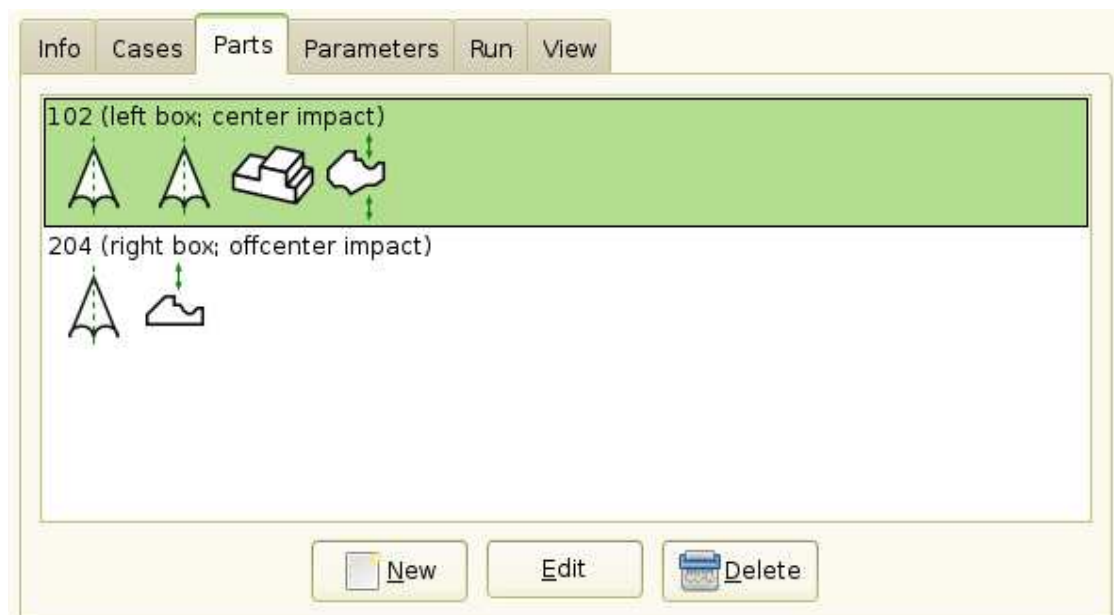 Info Cases Parts Parameters Run View
102 (left box; center impact)
204 (right box; offcenter impact)
New Edit Delete